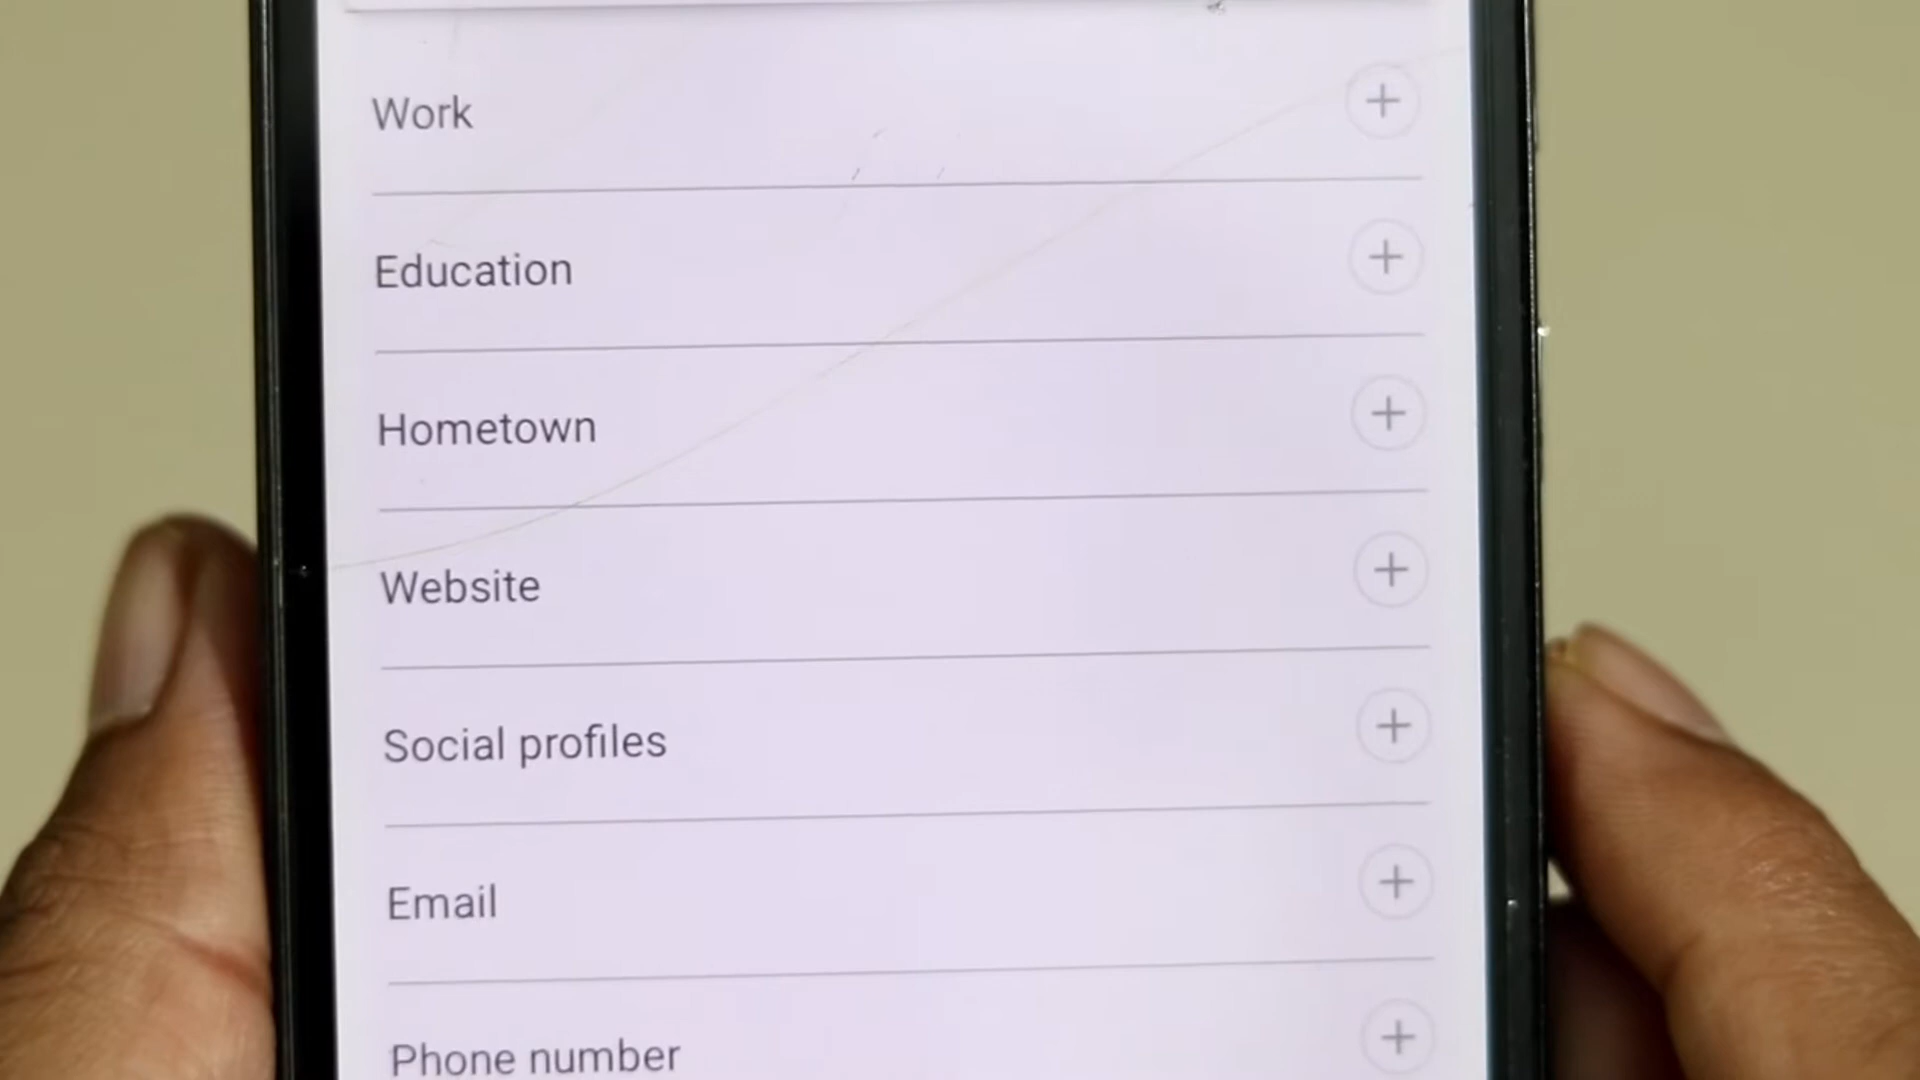 Work
Education
Hometown
Website
Social profiles
Email
Phone number